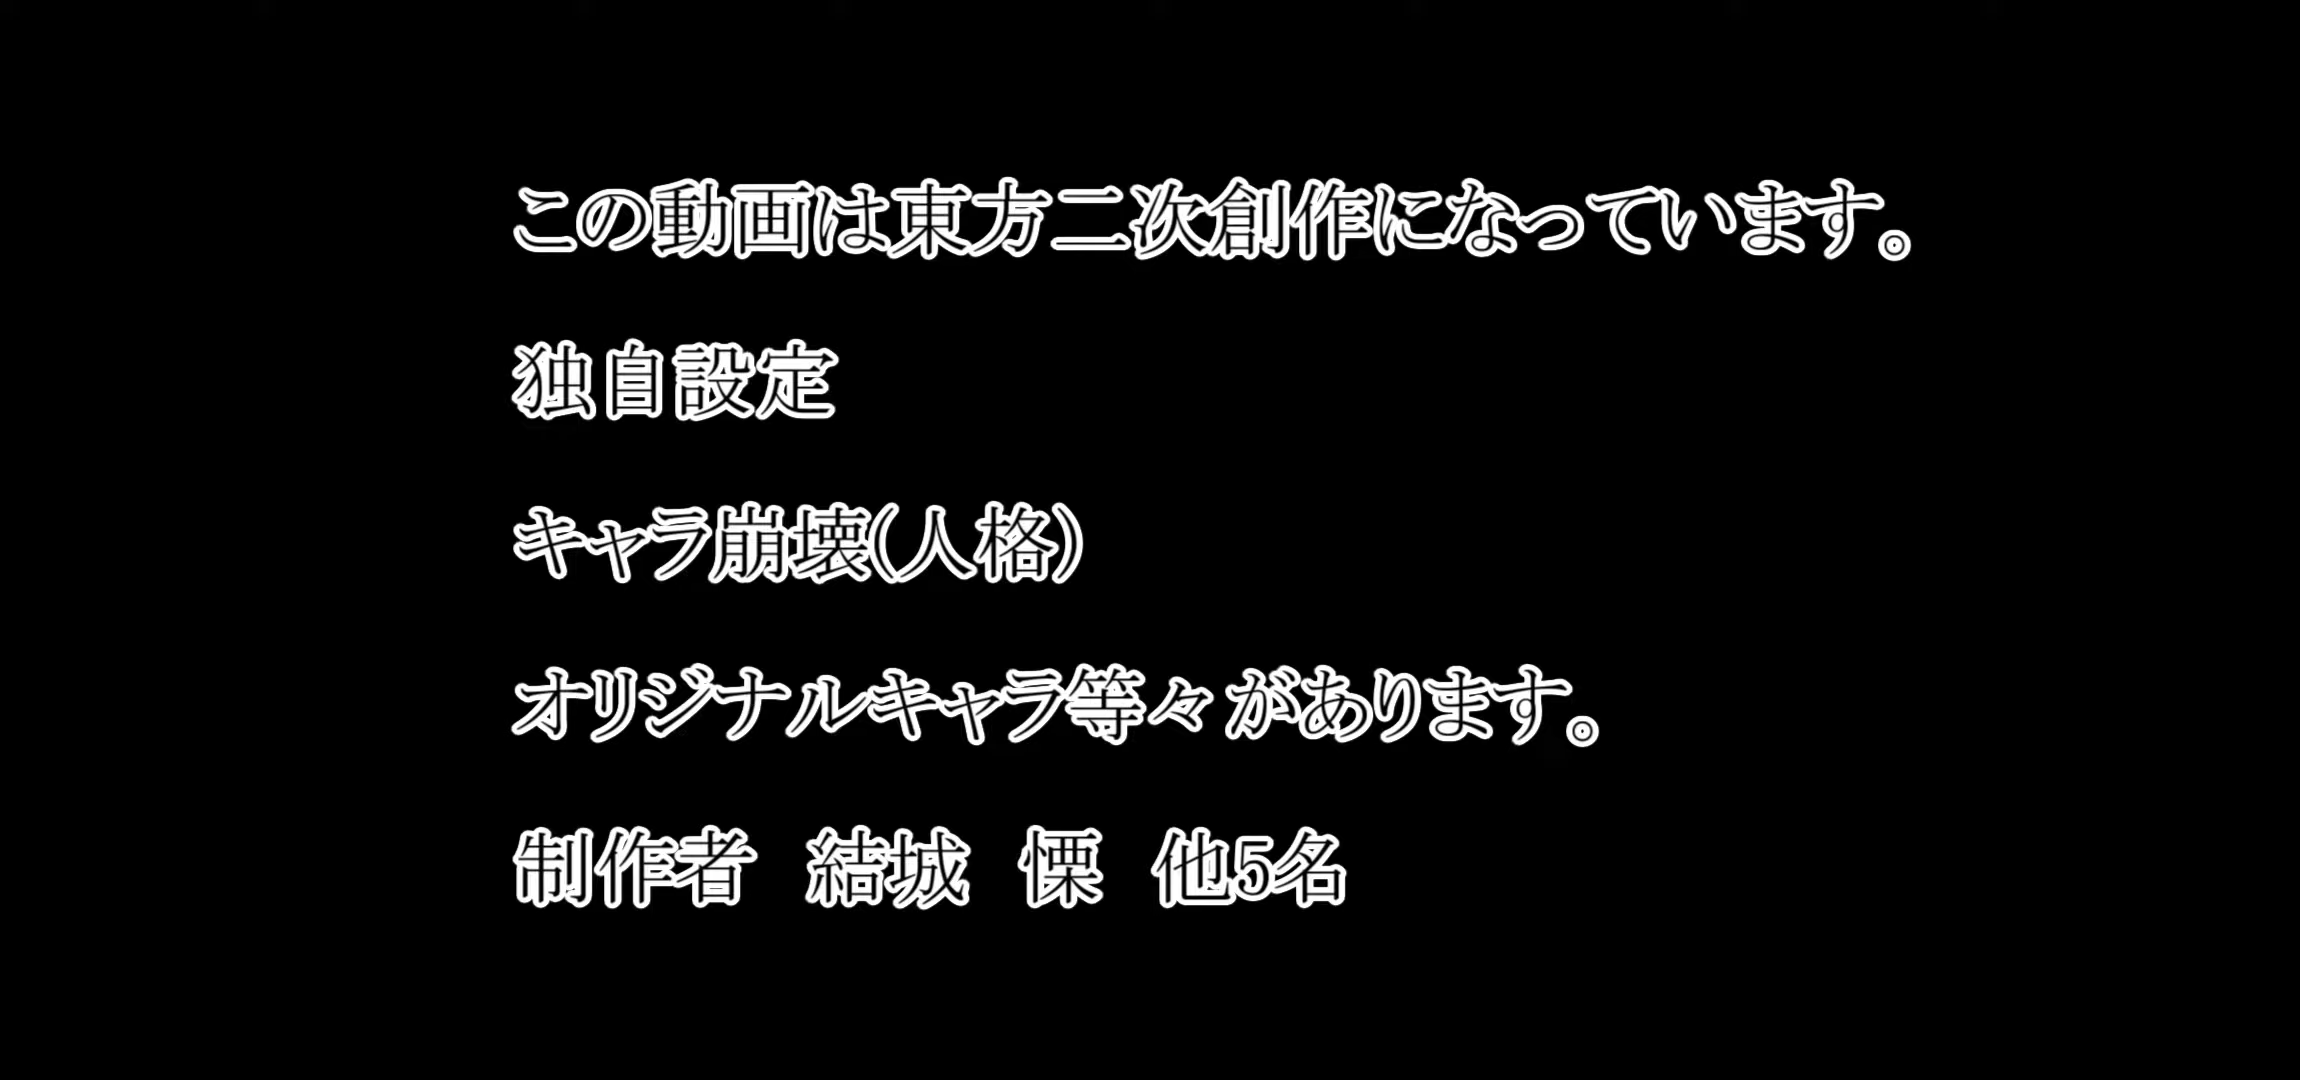 この動画は東方二次創作になっています。
独自設定
キャラ崩壊(人格)
オリジナルキャラ等々があります。
制作者　結城　慄　他5名